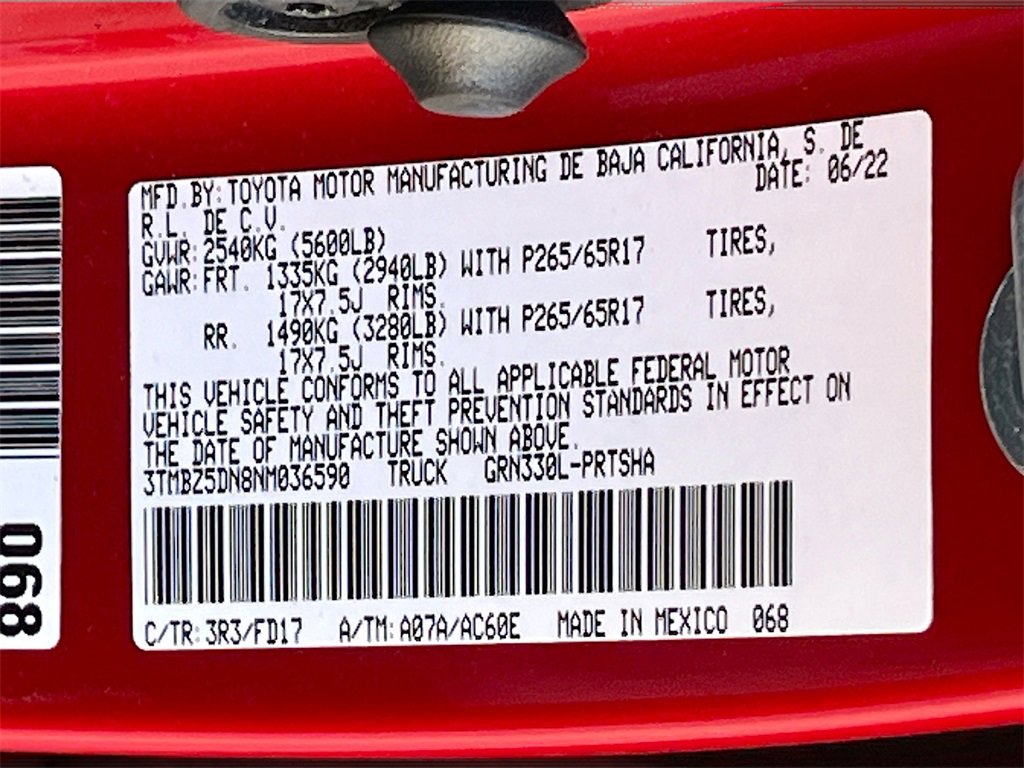 MFD.BY:TOYOTA MOTOR MANUFACTURING DE BAJA CALIFORNIA, S. DE
R.L. DE C.V. DATE: 06/22
GVWR:2540KG (5600LB)
GAWR:FRT. 1335KG (2940LB) WITH P265/65R17 TIRES,
17X7.5J RIMS.
RR. 1490KG (3280LB) WITH P265/65R17 TIRES,
17X7.5J RIMS.
THIS VEHICLE CONFORMS TO ALL APPLICABLE FEDERAL MOTOR
VEHICLE SAFETY AND THEFT PREVENTION STANDARDS IN EFFECT ON
THE DATE OF MANUFACTURE SHOWN ABOVE.
3TMBZ5DN8NM036590 TRUCK GRN330L-PRTSHA
C/TR:3R3/FD17 A/TM:A07A/AC60E MADE IN MEXICO 068
890